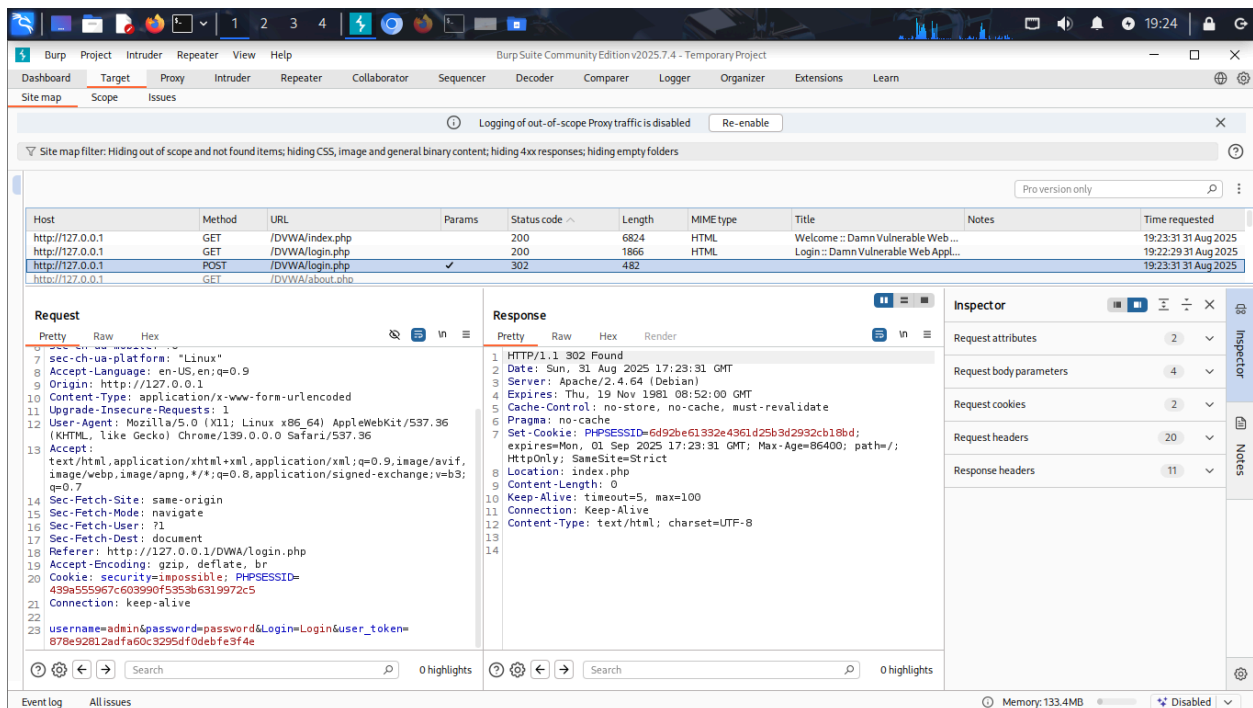 1 2 3 4 19:24
Burp Project Intruder Repeater View Help Burp Suite Community Edition v2025.7.4 - Temporary Project
Dashboard Target Proxy Intruder Repeater Collaborator Sequencer Decoder Comparer Logger Organizer Extensions Learn
Site map Scope Issues
Logging of out-of-scope Proxy traffic is disabled Re-enable
Site map filter: Hiding out of scope and not found items; hiding CSS, image and general binary content; hiding 4xx responses; hiding empty folders
Pro version only
Host Method URL Params Status code Length MIME type Title Notes Time requested
http://127.0.0.1 GET /DVWA/index.php 200 6824 HTML Welcome :: Damn Vulnerable Web ... 19:23:31 31 Aug 2025
http://127.0.0.1 GET /DVWA/login.php 200 1866 HTML Login :: Damn Vulnerable Web Appl... 19:22:29 31 Aug 2025
http://127.0.0.1 POST /DVWA/login.php ✓ 302 482 19:23:31 31 Aug 2025
http://127.0.0.1 GET /DVWA/about.php
Request
Pretty Raw Hex
\n
7 sec-ch-ua-platform: "Linux"
8 Accept-Language: en-US,en;q=0.9
9 Origin: http://127.0.0.1
10 Content-Type: application/x-www-form-urlencoded
11 Upgrade-Insecure-Requests: 1
12 User-Agent: Mozilla/5.0 (X11; Linux x86_64) AppleWebKit/537.36
(KHTML, like Gecko) Chrome/139.0.0.0 Safari/537.36
13 Accept:
text/html,application/xhtml+xml,application/xml;q=0.9,image/avif,
image/webp,image/apng,*/*;q=0.8,application/signed-exchange;v=b3;
q=0.7
14 Sec-Fetch-Site: same-origin
15 Sec-Fetch-Mode: navigate
16 Sec-Fetch-User: ?1
17 Sec-Fetch-Dest: document
18 Referer: http://127.0.0.1/DVWA/login.php
19 Accept-Encoding: gzip, deflate, br
20 Cookie: security=impossible; PHPSESSID=
439a555967c603990f5353b6319972c5
21 Connection: keep-alive
22
23 username=admin&password=password&Login=Login&user_token=
878e92812adfa60c3295df0debfe3f4e
Search 0 highlights
Response
Pretty Raw Hex Render
\n
1 HTTP/1.1 302 Found
2 Date: Sun, 31 Aug 2025 17:23:31 GMT
3 Server: Apache/2.4.64 (Debian)
4 Expires: Thu, 19 Nov 1981 08:52:00 GMT
5 Cache-Control: no-store, no-cache, must-revalidate
6 Pragma: no-cache
7 Set-Cookie: PHPSESSID=6d92be61332e4361d25b3d2932cb18bd;
expires=Mon, 01 Sep 2025 17:23:31 GMT; Max-Age=86400; path=/;
HttpOnly; SameSite=Strict
8 Location: index.php
9 Content-Length: 0
10 Keep-Alive: timeout=5, max=100
11 Connection: Keep-Alive
12 Content-Type: text/html; charset=UTF-8
13
14
Search 0 highlights
Inspector
Request attributes 2
Request body parameters 4
Request cookies 2
Request headers 20
Response headers 11
Inspector
Notes
Event log All issues Memory: 133.4MB Disabled